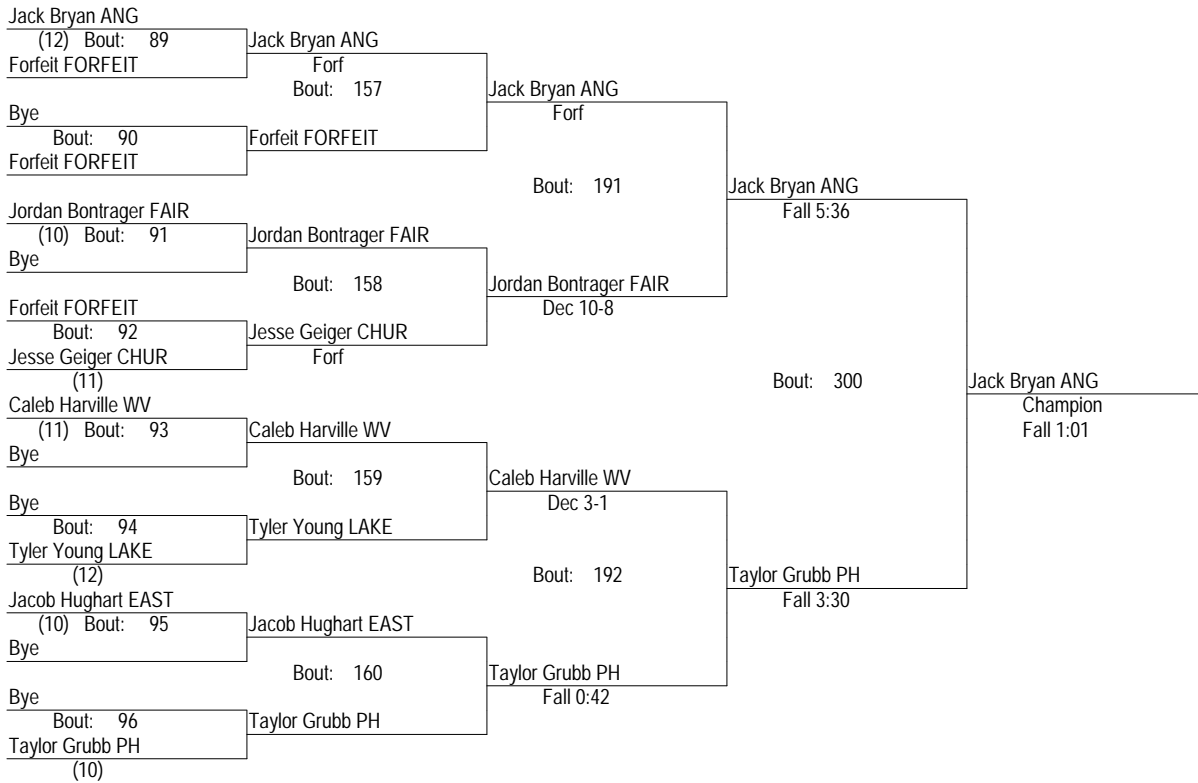 Jack Bryan ANG
(12) Bout: 89
Forfeit FORFEIT
Bye
Bout: 90
Forfeit FORFEIT
Jordan Bontrager FAIR
(10) Bout: 91
Bye
Forfeit FORFEIT
Bout: 92
Jesse Geiger CHUR
(11)
Caleb Harville WV
(11) Bout: 93
Bye
Bye
Bout: 94
Tyler Young LAKE
(12)
Jacob Hughart EAST
(10) Bout: 95
Bye
Bye
Bout: 96
Taylor Grubb PH
(10)
Jack Bryan ANG
Forf
Bout: 157
Forfeit FORFEIT
Jordan Bontrager FAIR
Bout: 158
Jesse Geiger CHUR
Forf
Caleb Harville WV
Bout: 159
Tyler Young LAKE
Jacob Hughart EAST
Bout: 160
Taylor Grubb PH
Jack Bryan ANG
Forf
Bout: 191
Jordan Bontrager FAIR
Dec 10-8
Caleb Harville WV
Dec 3-1
Bout: 192
Taylor Grubb PH
Fall 0:42
Jack Bryan ANG
Fall 5:36
Bout: 300
Taylor Grubb PH
Fall 3:30
Jack Bryan ANG
Champion
Fall 1:01